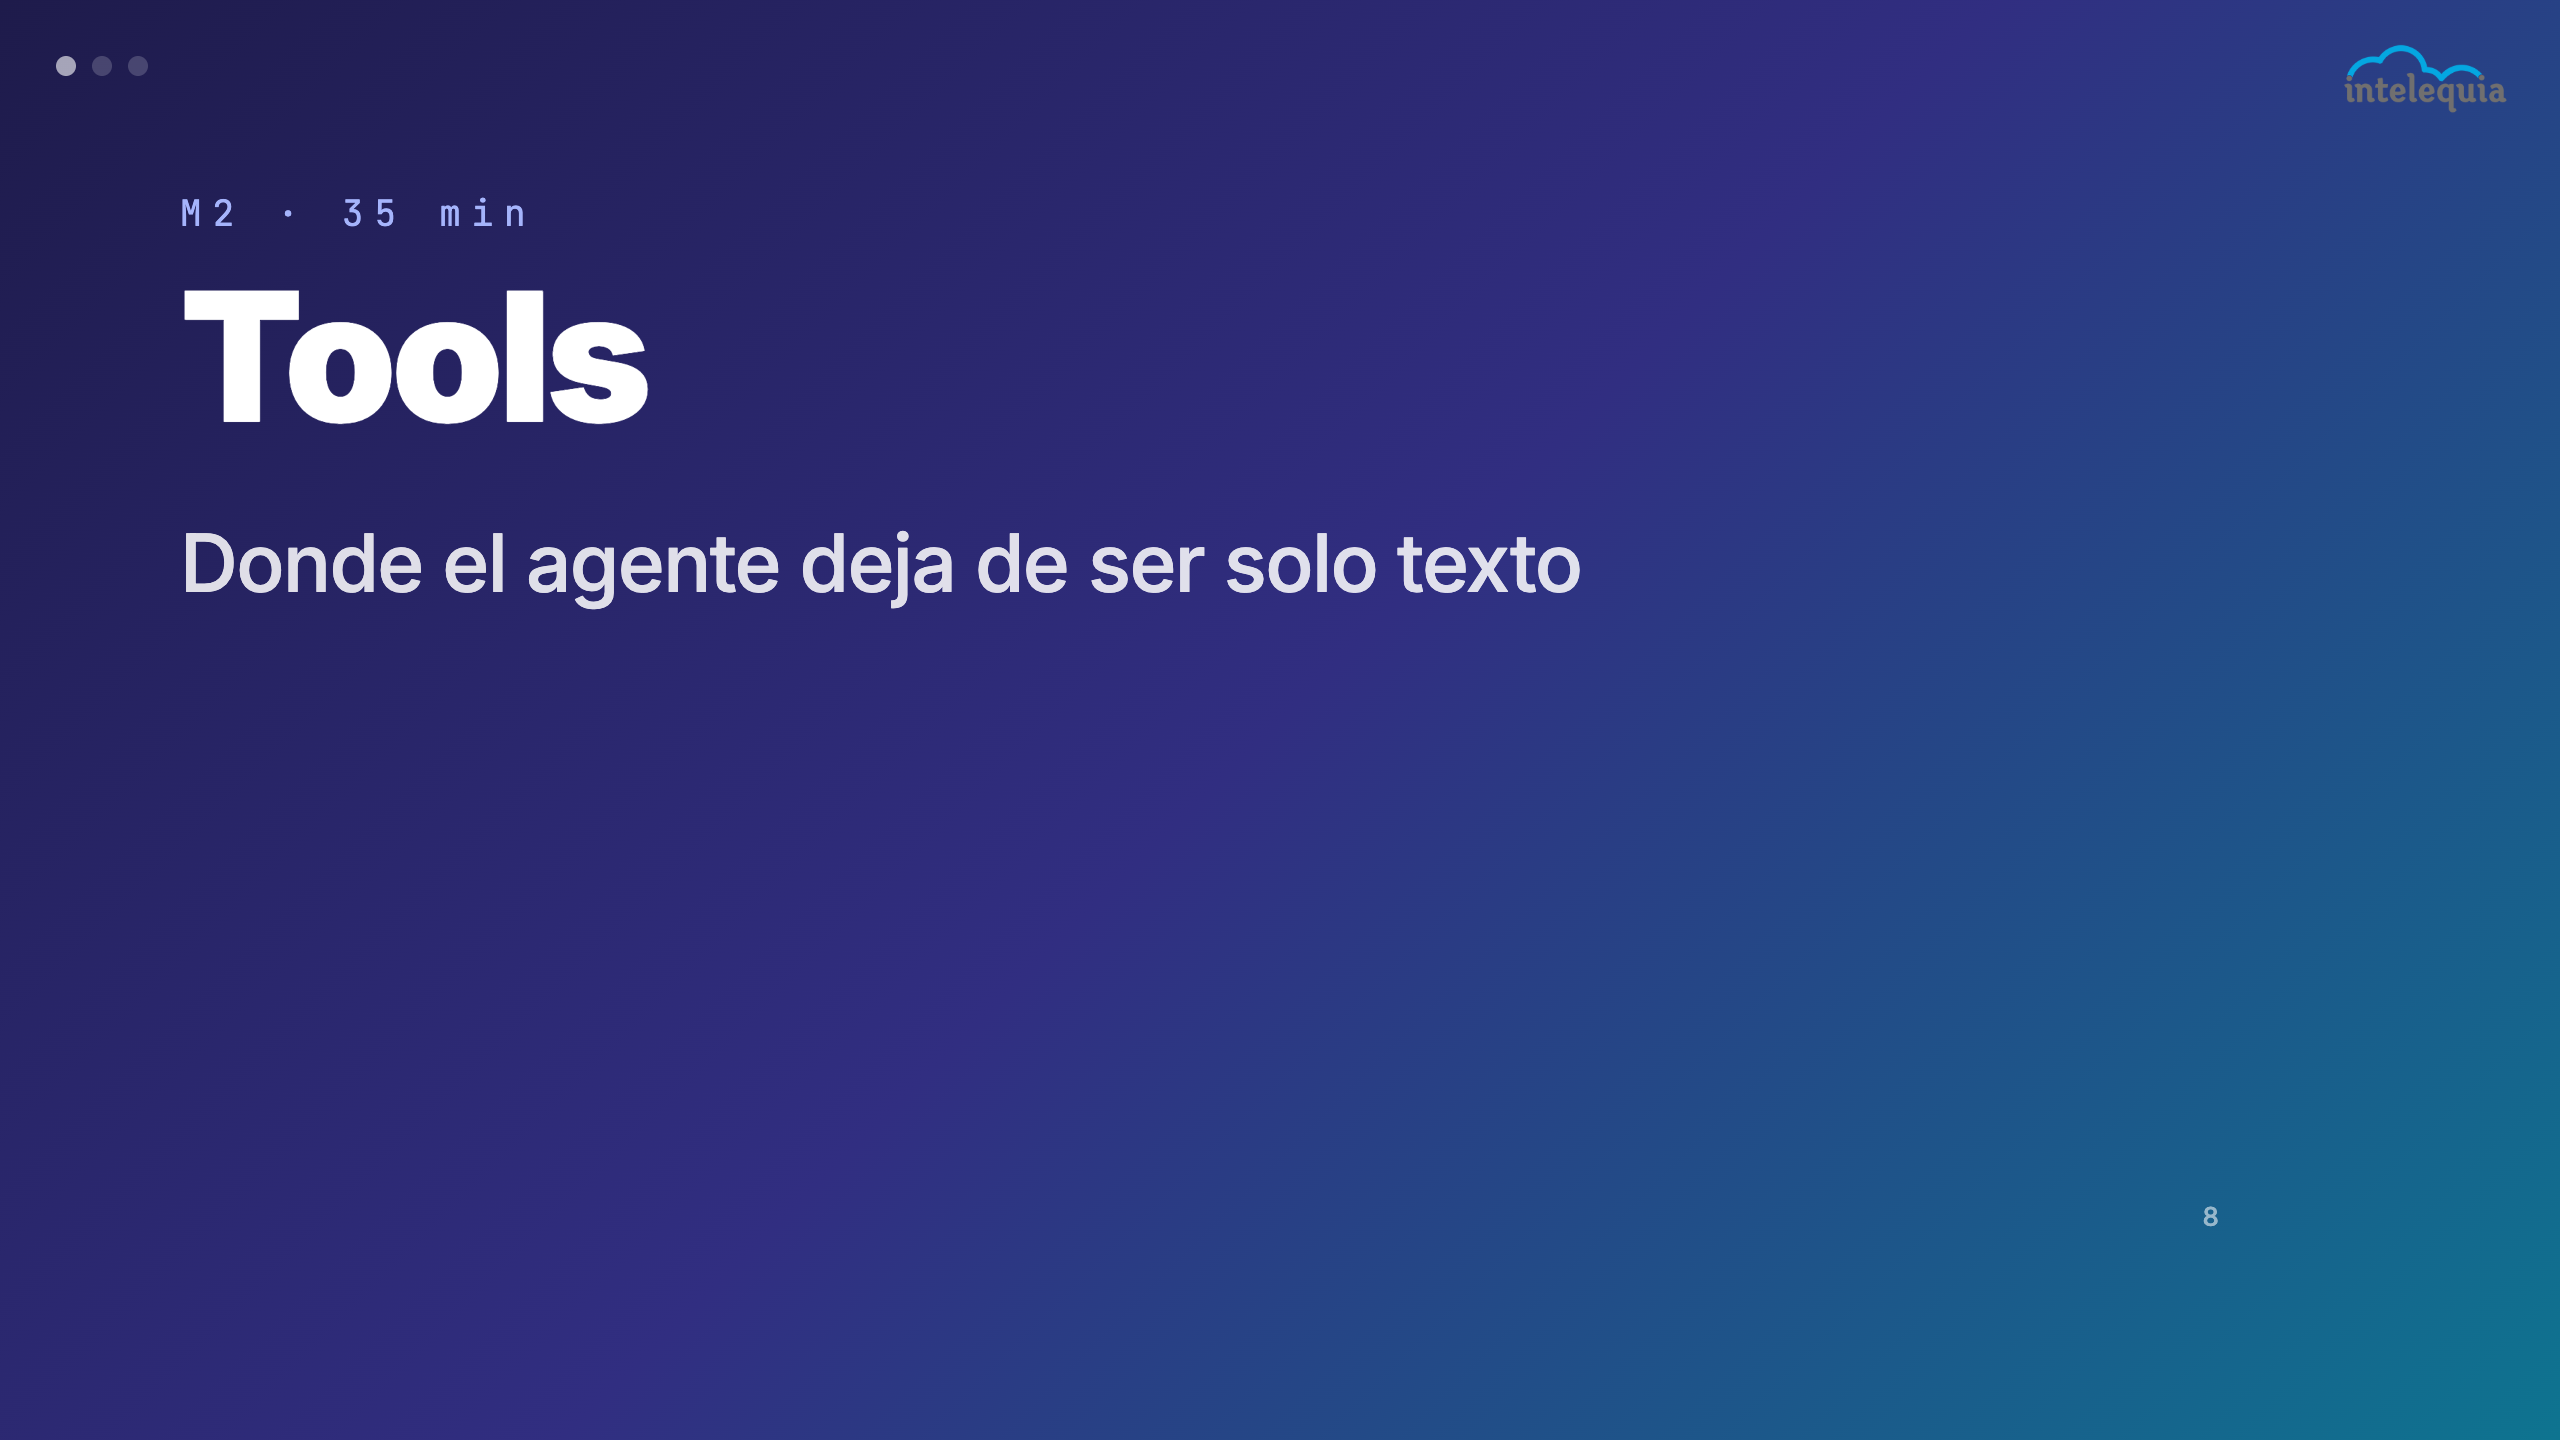 intelequia
M2 · 35 min
Tools
Donde el agente deja de ser solo texto
8